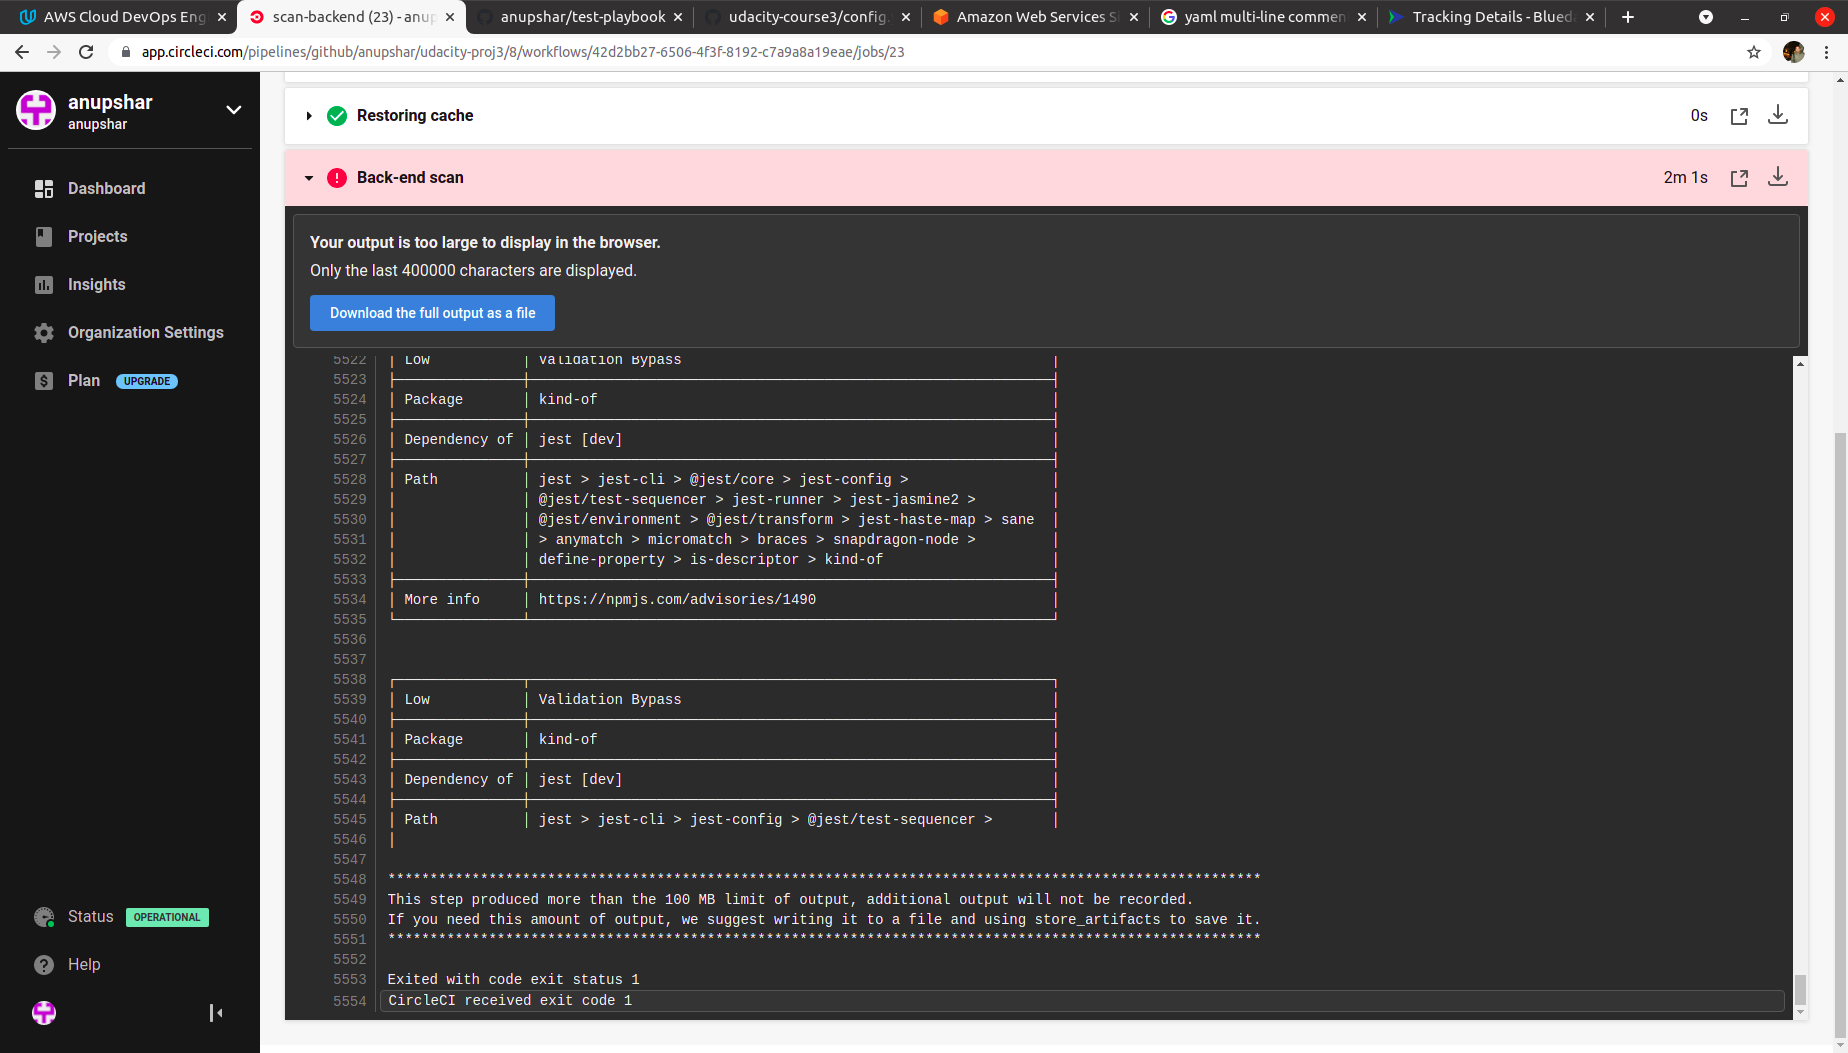 AWS Cloud DevOps Eng
scan-backend (23) - anup
anupshar/test-playbook
udacity-course3/config.
Amazon Web Services S
yaml multi-line commen
Tracking Details - Blueda
app.circleci.com/pipelines/github/anupshar/udacity-proj3/8/workflows/42d2bb27-6506-4f3f-8192-c7a9a8a19eae/jobs/23
anupshar
anupshar
Dashboard
Projects
Insights
Organization Settings
Plan UPGRADE
Status OPERATIONAL
Help
Restoring cache 0s
Back-end scan 2m 1s
Your output is too large to display in the browser.
Only the last 400000 characters are displayed.
Download the full output as a file
5522 Low Validation Bypass
5523
5524 Package kind-of
5525
5526 Dependency of jest [dev]
5527
5528 Path jest > jest-cli > @jest/core > jest-config >
5529 @jest/test-sequencer > jest-runner > jest-jasmine2 >
5530 @jest/environment > @jest/transform > jest-haste-map > sane
5531 > anymatch > micromatch > braces > snapdragon-node >
5532 define-property > is-descriptor > kind-of
5533
5534 More info https://npmjs.com/advisories/1490
5535
5536
5537
5538
5539 Low Validation Bypass
5540
5541 Package kind-of
5542
5543 Dependency of jest [dev]
5544
5545 Path jest > jest-cli > jest-config > @jest/test-sequencer >
5546
5547
5548 ********************************************************************************************************
5549 This step produced more than the 100 MB limit of output, additional output will not be recorded.
5550 If you need this amount of output, we suggest writing it to a file and using store_artifacts to save it.
5551 ********************************************************************************************************
5552
5553 Exited with code exit status 1
5554 CircleCI received exit code 1